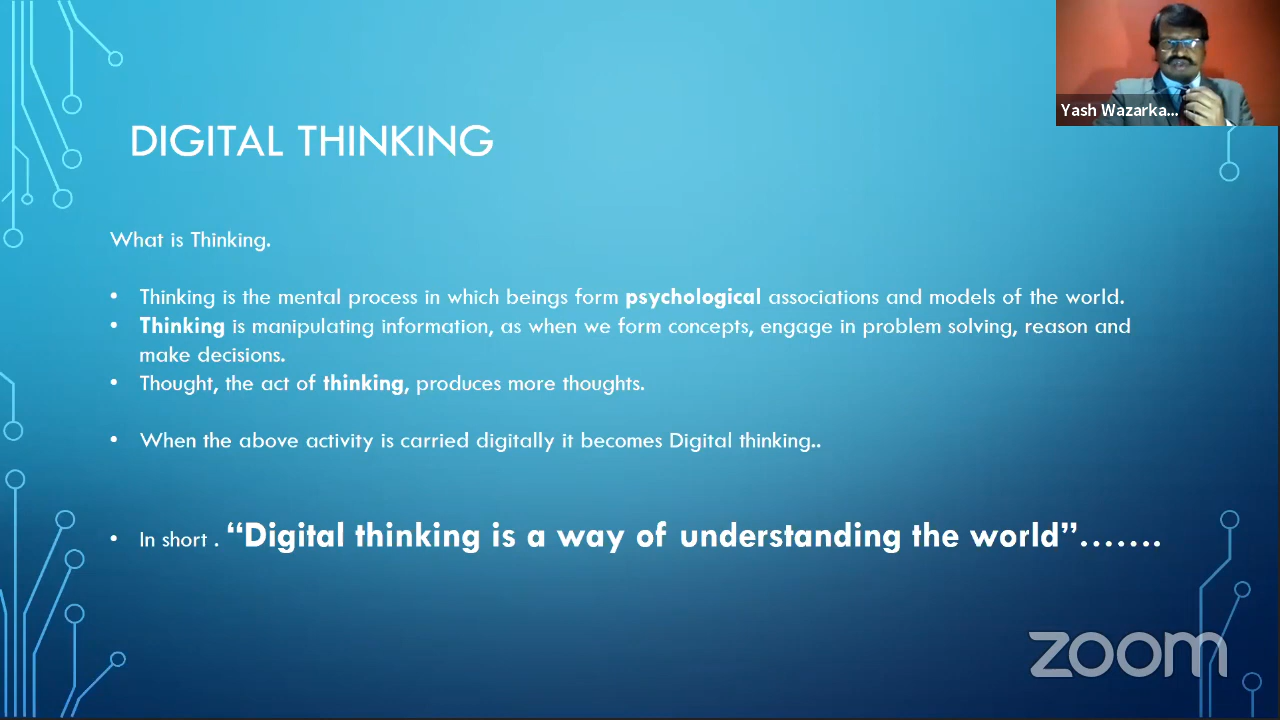 Yash Wazarka...
DIGITAL THINKING
What is Thinking.
• Thinking is the mental process in which beings form psychological associations and models of the world.
• Thinking is manipulating information, as when we form concepts, engage in problem solving, reason and
make decisions.
• Thought, the act of thinking, produces more thoughts.
• When the above activity is carried digitally it becomes Digital thinking..
• In short . “Digital thinking is a way of understanding the world”…….
zoom